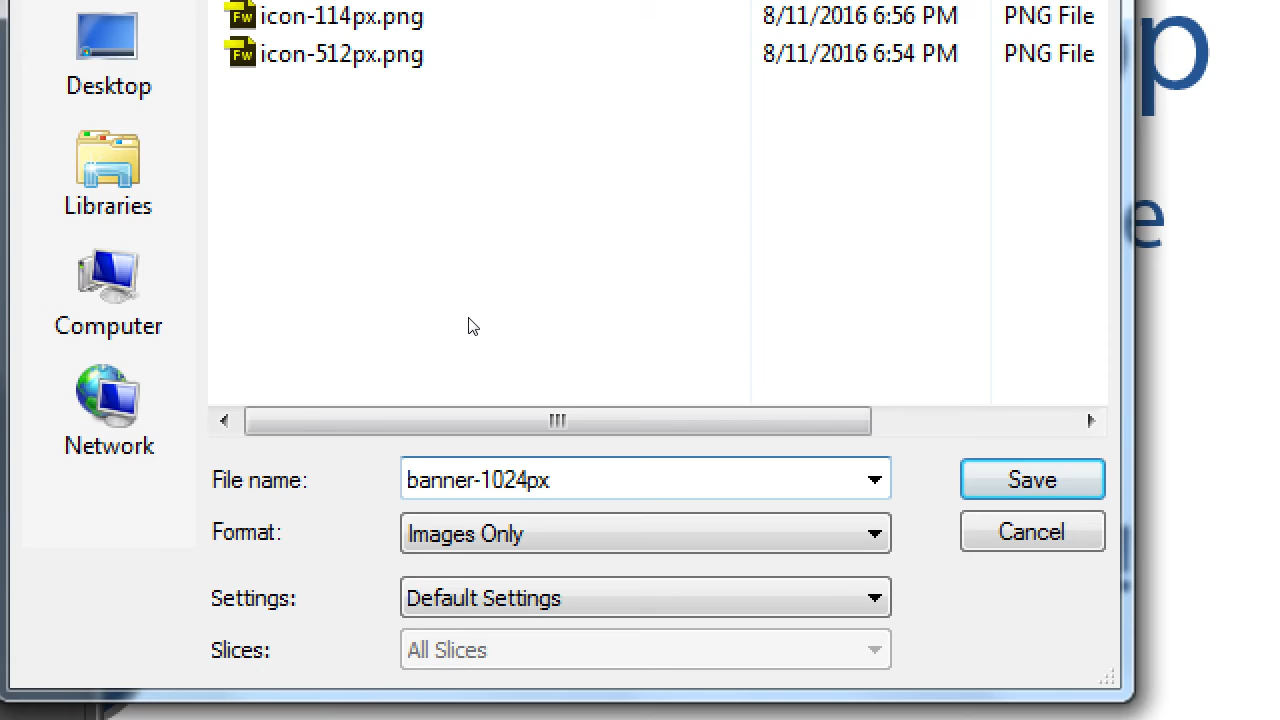 icon-114px.png 8/11/2016 6:56 PM PNG File
icon-512px.png 8/11/2016 6:54 PM PNG File
p
Desktop
Libraries
e
Computer
Network
File name: banner-1024px Save
Format: Images Only Cancel
Settings: Default Settings
Slices: All Slices